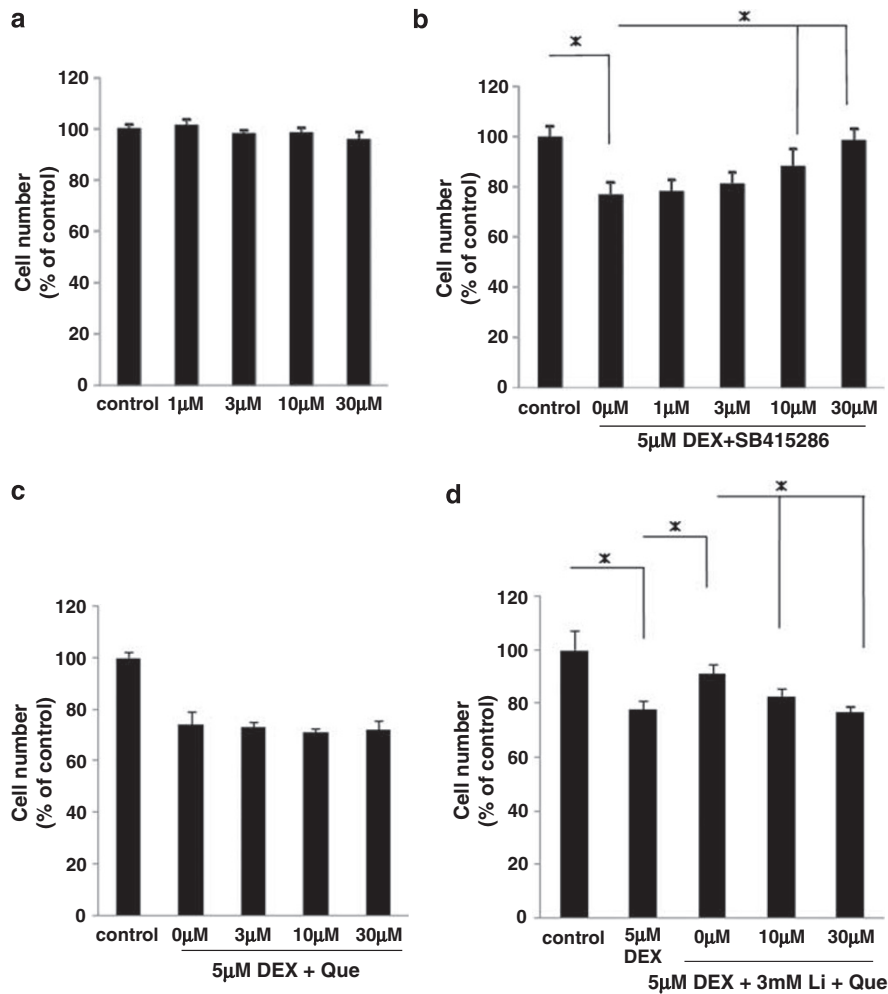 a
Cell number
(% of control)
120
100
80
60
40
20
0
control 1μM 3μM 10μM 30μM
b
*
*
Cell number
(% of control)
120
100
80
60
40
20
0
control 0μM 1μM 3μM 10μM 30μM
5μM DEX+SB415286
c
Cell number
(% of control)
120
100
80
60
40
20
0
control 0μM 3μM 10μM 30μM
5μM DEX + Que
d
*
*
*
Cell number
(% of control)
120
100
80
60
40
20
0
control 5μM DEX 0μM 10μM 30μM
5μM DEX + 3mM Li + Que